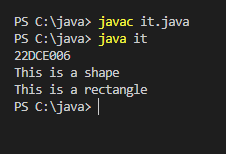 PS C:\java> javac it.java
PS C:\java> java it
22DCE006
This is a shape
This is a rectangle
PS C:\java>